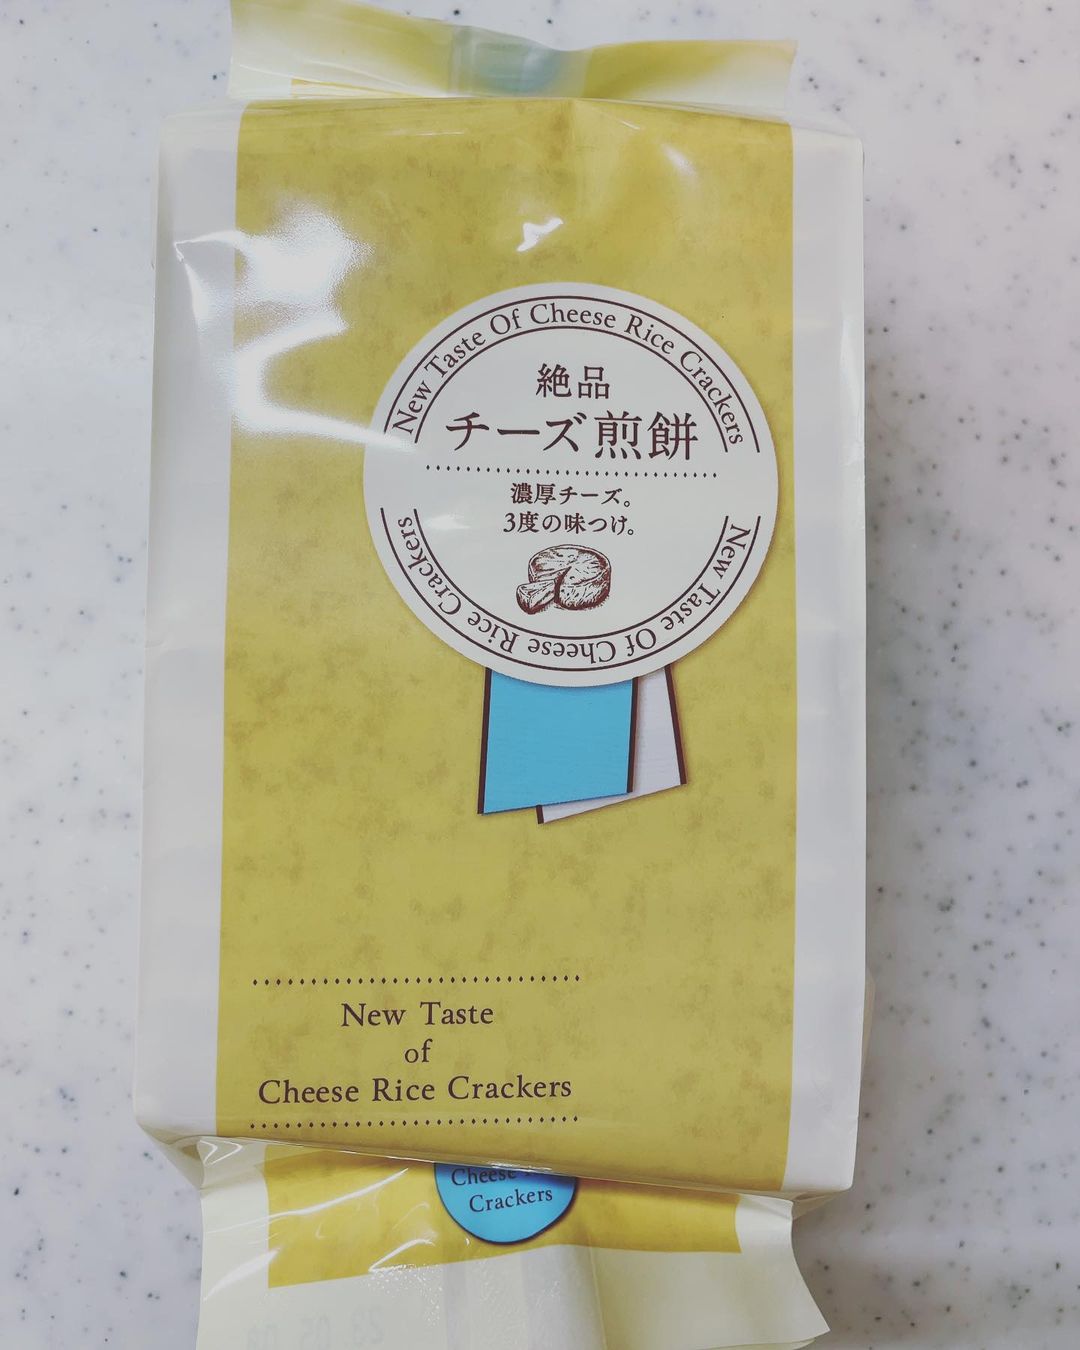 New Taste Of Cheese Rice Crackers
絶品
チーズ煎餅
濃厚チーズ。
3度の味つけ。
New Taste Of Cheese Rice Crackers
New Taste
of
Cheese Rice Crackers
Cheese
Crackers